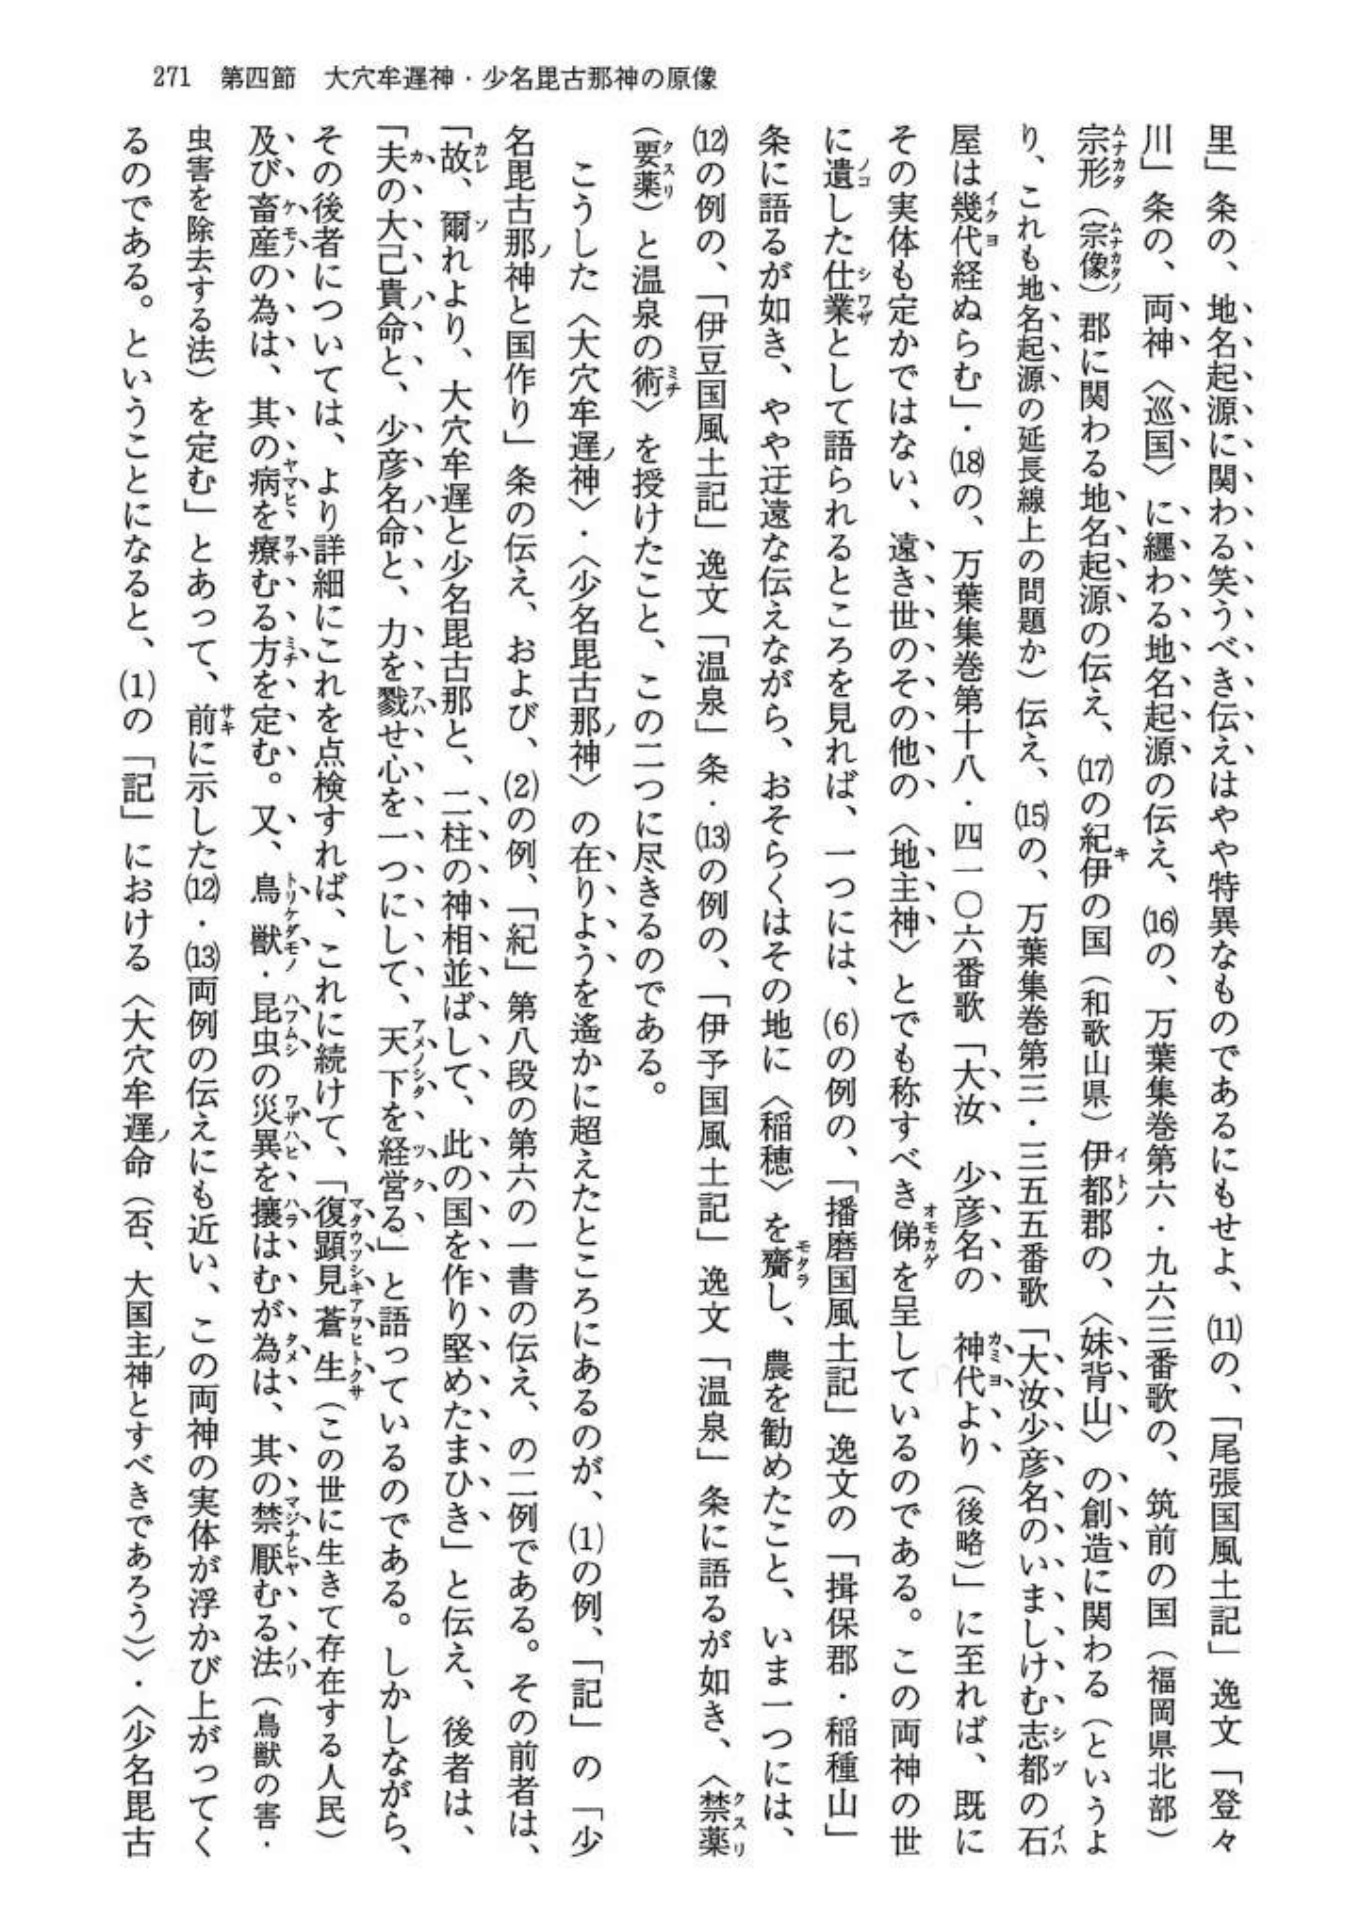 271 第四節 大穴牟遅神・少名毘古那神の原像
里」条の、地名起源に関わる笑うべき伝えはやや特異なものであるにもせよ、⑾の、「尾張国風土記」逸文「登々
川」条の、両神〈巡国〉に纒わる地名起源の伝え、⒃の、万葉集巻第六・九六三番歌の、筑前の国（福岡県北部）
宗形（宗像）郡に関わる地名起源の伝え、⒄の紀伊の国（和歌山県）伊都郡の、〈妹背山〉の創造に関わる（というよ
り、これも地名起源の延長線上の問題か）伝え、⒂の、万葉集巻第三・三五五番歌「大汝少彦名のいましけむ志都の石
屋は幾代経ぬらむ」・⒅の、万葉集巻第十八・四一〇六番歌「大汝 少彦名の 神代より（後略）」に至れば、既に
その実体も定かではない、遠き世のその他の〈地主神〉とでも称すべき俤を呈しているのである。この両神の世
に遺した仕業として語られるところを見れば、一つには、⑹の例の、「播磨国風土記」逸文の「揖保郡・稲種山」
条に語るが如き、やや迂遠な伝えながら、おそらくはその地に〈稲穂〉を齎し、農を勧めたこと、いま一つには、
⑿の例の、「伊豆国風土記」逸文「温泉」条・⒀の例の、「伊予国風土記」逸文「温泉」条に語るが如き、〈禁薬
（要薬）と温泉の術〉を授けたこと、この二つに尽きるのである。
こうした〈大穴牟遅神〉・〈少名毘古那神〉の在りようを遙かに超えたところにあるのが、⑴の例、「記」の「少
名毘古那神と国作り」条の伝え、および、⑵の例、「紀」第八段の第六の一書の伝え、の二例である。その前者は、
「故、爾れより、大穴牟遅と少名毘古那と、二柱の神相並ばして、此の国を作り堅めたまひき」と伝え、後者は、
「夫の大己貴命と、少彦名命と、力を戮せ心を一つにして、天下を経営る」と語っているのである。しかしながら、
その後者については、より詳細にこれを点検すれば、これに続けて、「復顕見蒼生（この世に生きて存在する人民）
及び畜産の為は、其の病を療むる方を定む。又、鳥獣・昆虫の災異を攘はむが為は、其の禁厭むる法（鳥獣の害・
虫害を除去する法）を定む」とあって、前に示した⑿・⒀両例の伝えにも近い、この両神の実体が浮かび上がってく
るのである。ということになると、⑴の「記」における〈大穴牟遅命（否、大国主神とすべきであろう）〉・〈少名毘古